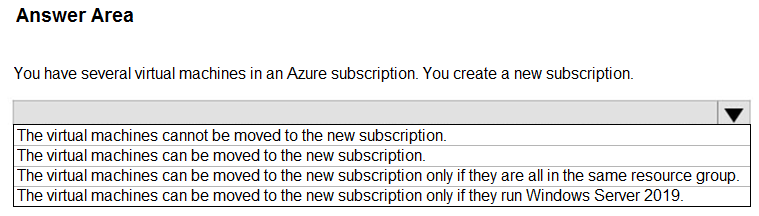 Answer Area
You have several virtual machines in an Azure subscription. You create a new subscription.
The virtual machines cannot be moved to the new subscription.
The virtual machines can be moved to the new subscription.
The virtual machines can be moved to the new subscription only if they are all in the same resource group.
The virtual machines can be moved to the new subscription only if they run Windows Server 2019.